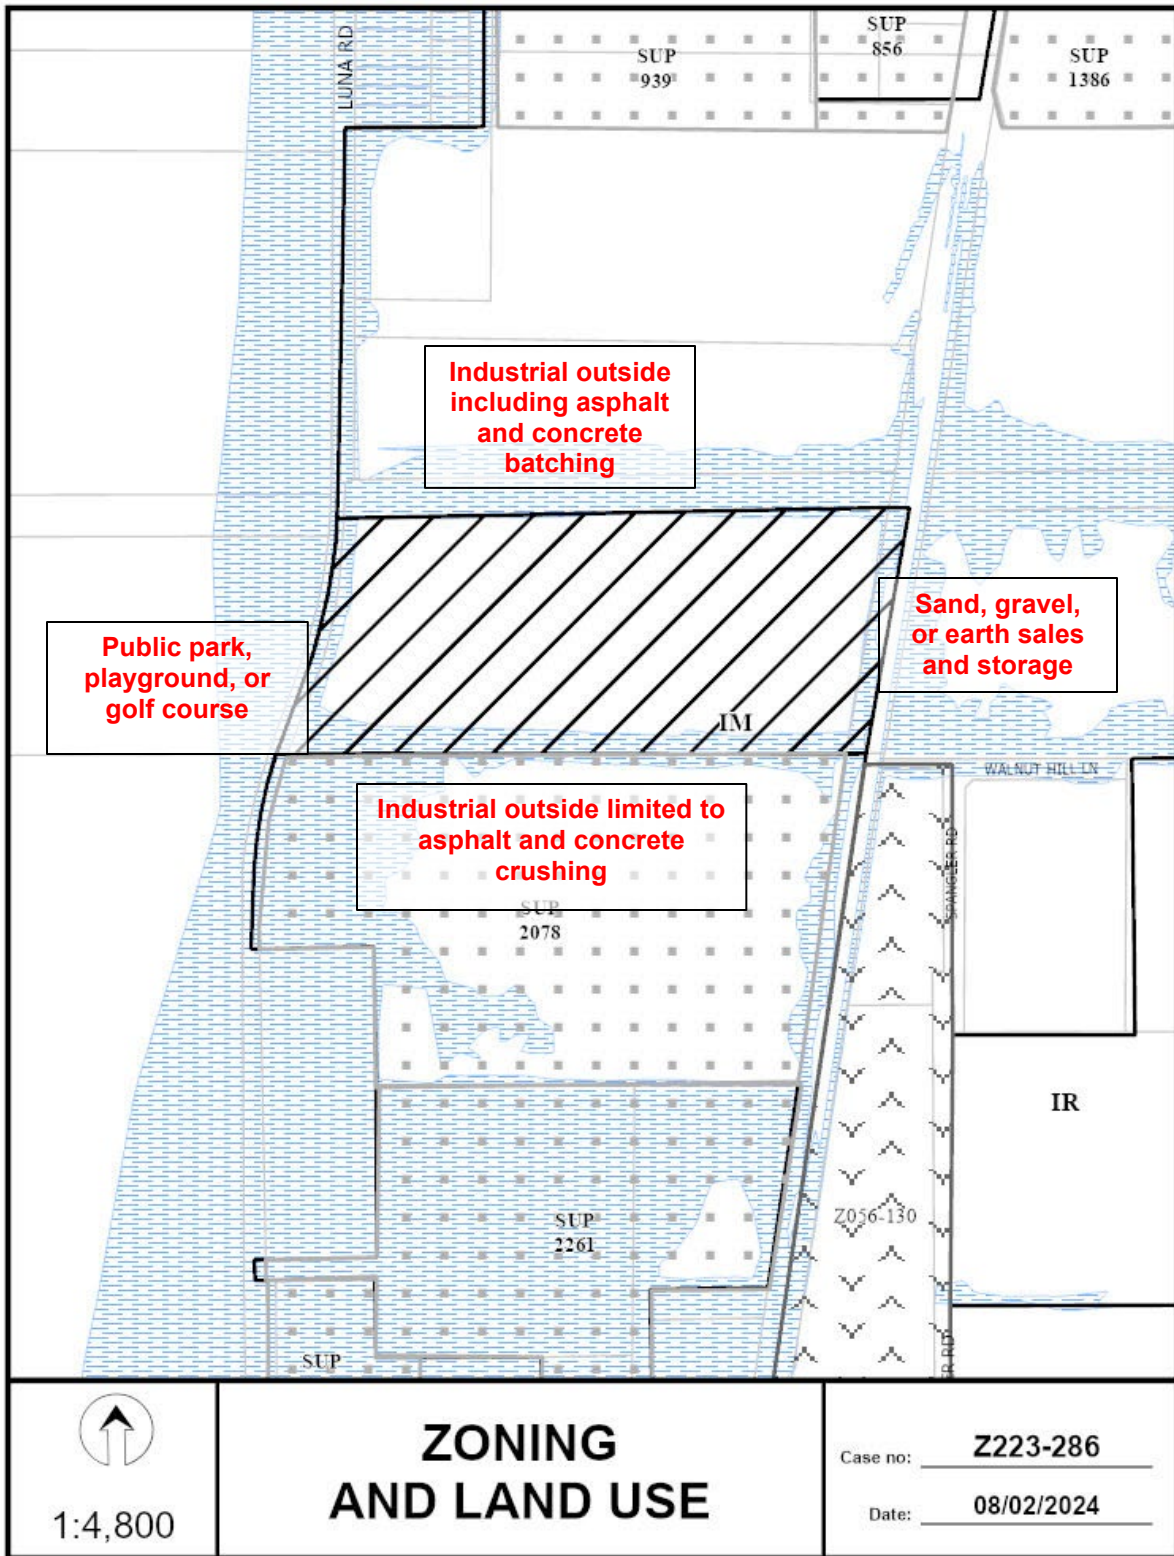 LUNA RD
SUP
939
SUP
856
SUP
1386
Industrial outside
including asphalt
and concrete
batching
Sand, gravel,
or earth sales
and storage
Public park,
playground, or
golf course
IM
WALNUT HILL LN
Industrial outside limited to
asphalt and concrete
crushing
SPANGLER RD
SUP
2078
IR
Z056-130
SUP
2261
SUP
ER RD
1:4,800
ZONING
AND LAND USE
Case no: Z223-286
Date: 08/02/2024